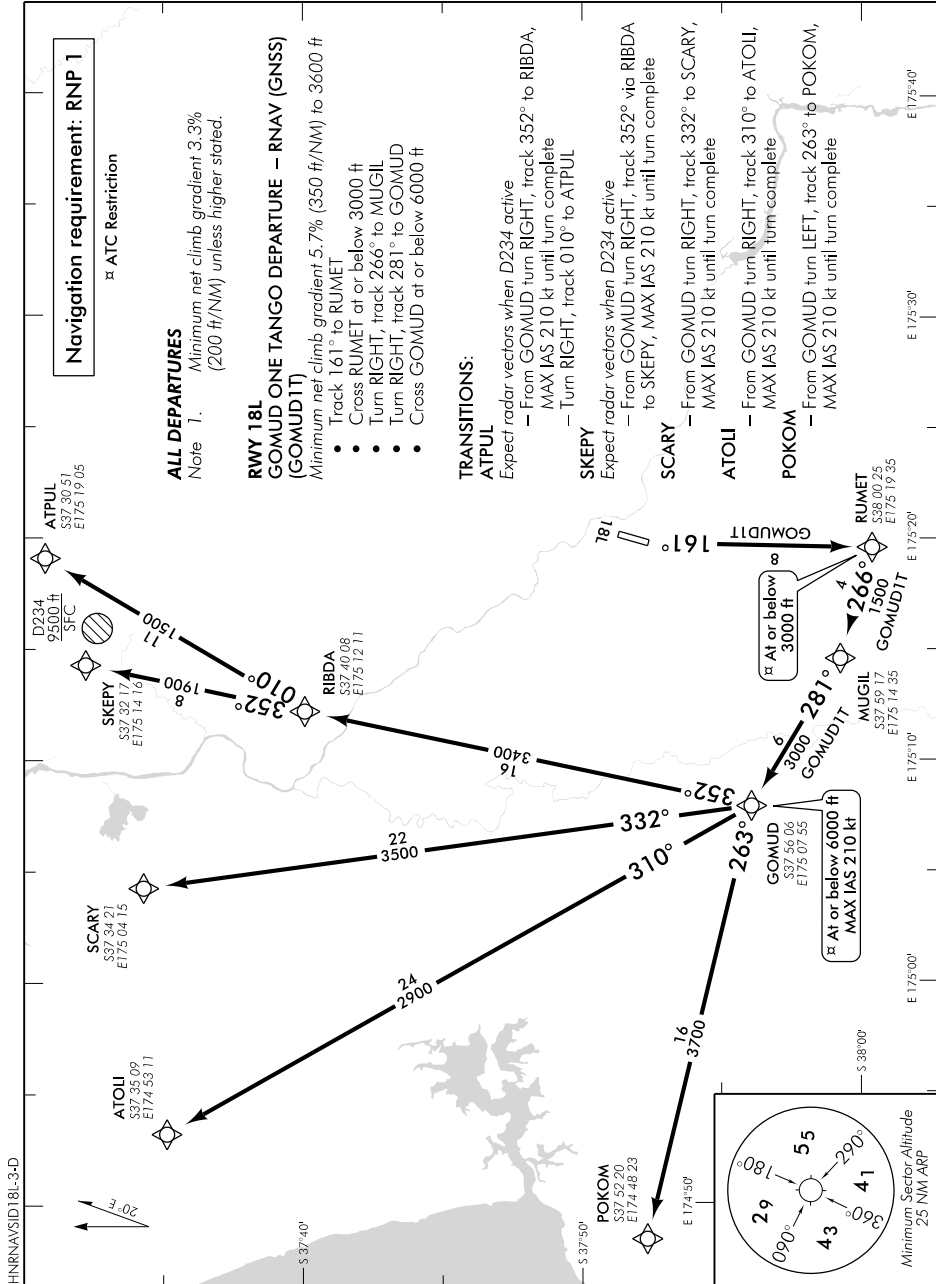 HNRNAVSID18L-3-D
Navigation requirement: RNP 1
¤ ATC Restriction
ALL DEPARTURES
Note 1. Minimum net climb gradient 3.3%
(200 ft/NM) unless higher stated.
RWY 18L
GOMUD ONE TANGO DEPARTURE – RNAV (GNSS)
(GOMUD1T)
Minimum net climb gradient 5.7% (350 ft/NM) to 3600 ft
• Track 161° to RUMET
• Cross RUMET at or below 3000 ft
• Turn RIGHT, track 266° to MUGIL
• Turn RIGHT, track 281° to GOMUD
• Cross GOMUD at or below 6000 ft
TRANSITIONS:
ATPUL
Expect radar vectors when D234 active
– From GOMUD turn RIGHT, track 352° to RIBDA,
MAX IAS 210 kt until turn complete
– Turn RIGHT, track 010° to ATPUL
SKEPY
Expect radar vectors when D234 active
– From GOMUD turn RIGHT, track 352° via RIBDA
to SKEPY, MAX IAS 210 kt until turn complete
SCARY
– From GOMUD turn RIGHT, track 332° to SCARY,
MAX IAS 210 kt until turn complete
ATOLI
– From GOMUD turn RIGHT, track 310° to ATOLI,
MAX IAS 210 kt until turn complete
POKOM
– From GOMUD turn LEFT, track 263° to POKOM,
MAX IAS 210 kt until turn complete
20° E
ATOLI
S37 35 09
E174 53 11
SCARY
S37 34 21
E175 04 15
SKEPY
S37 32 17
E175 14 16
D234
9500 ft
SFC
ATPUL
S37 30 51
E175 19 05
RIBDA
S37 40 08
E175 12 11
POKOM
S37 52 20
E174 48 23
GOMUD
S37 56 06
E175 07 55
¤ At or below 6000 ft
MAX IAS 210 kt
MUGIL
S37 59 17
E175 14 35
RUMET
S38 00 25
E175 19 35
¤ At or below
3000 ft
18L
161°
8
GOMUD1T
266°
4
1500
GOMUD1T
281°
6
3000
GOMUD1T
263°
16
3700
310°
24
2900
332°
22
3500
352°
16
3400
352°
8
1900
010°
11
1500
S 37°40'
S 37°50'
S 38°00'
E 174°50'
E 175°00'
E 175°10'
E 175°20'
E 175°30'
E 175°40'
180°
090°
290°
360°
29
55
43
41
Minimum Sector Altitude
25 NM ARP